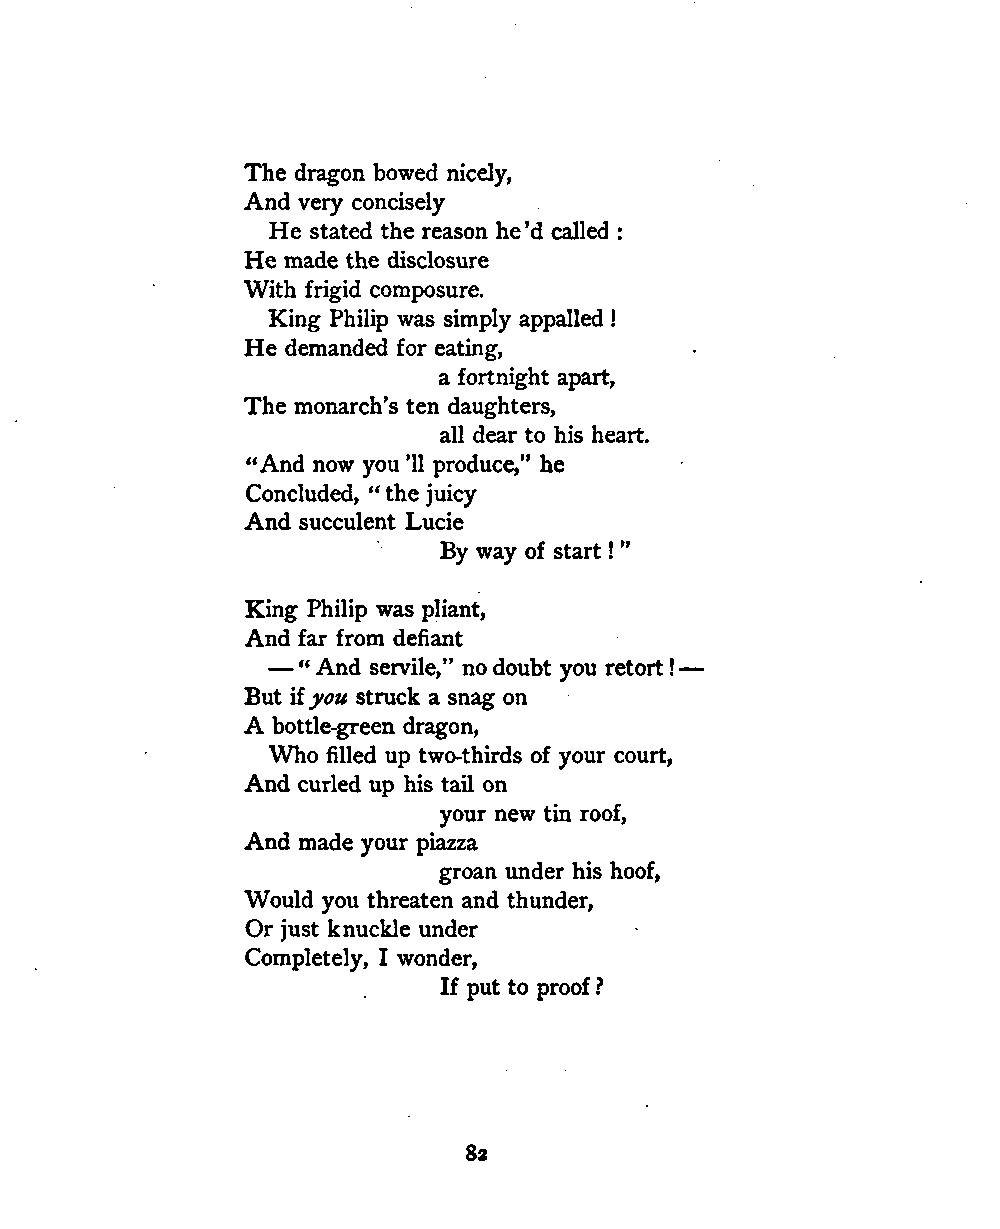 The dragon bowed nicely,
And very concisely
He stated the reason he'd called :
He made the disclosure
With frigid composure.
King Philip was simply appalled !
He demanded for eating,
a fortnight apart,
The monarch's ten daughters,
all dear to his heart.
"And now you 'll produce," he
Concluded, "the juicy
And succulent Lucie
By way of start ! "

King Philip was pliant,
And far from defiant
— "And servile," no doubt you retort ! —
But if you struck a snag on
A bottle-green dragon,
Who filled up two-thirds of your court,
And curled up his tail on
your new tin roof,
And made your piazza
groan under his hoof,
Would you threaten and thunder,
Or just knuckle under
Completely, I wonder,
If put to proof ?
82